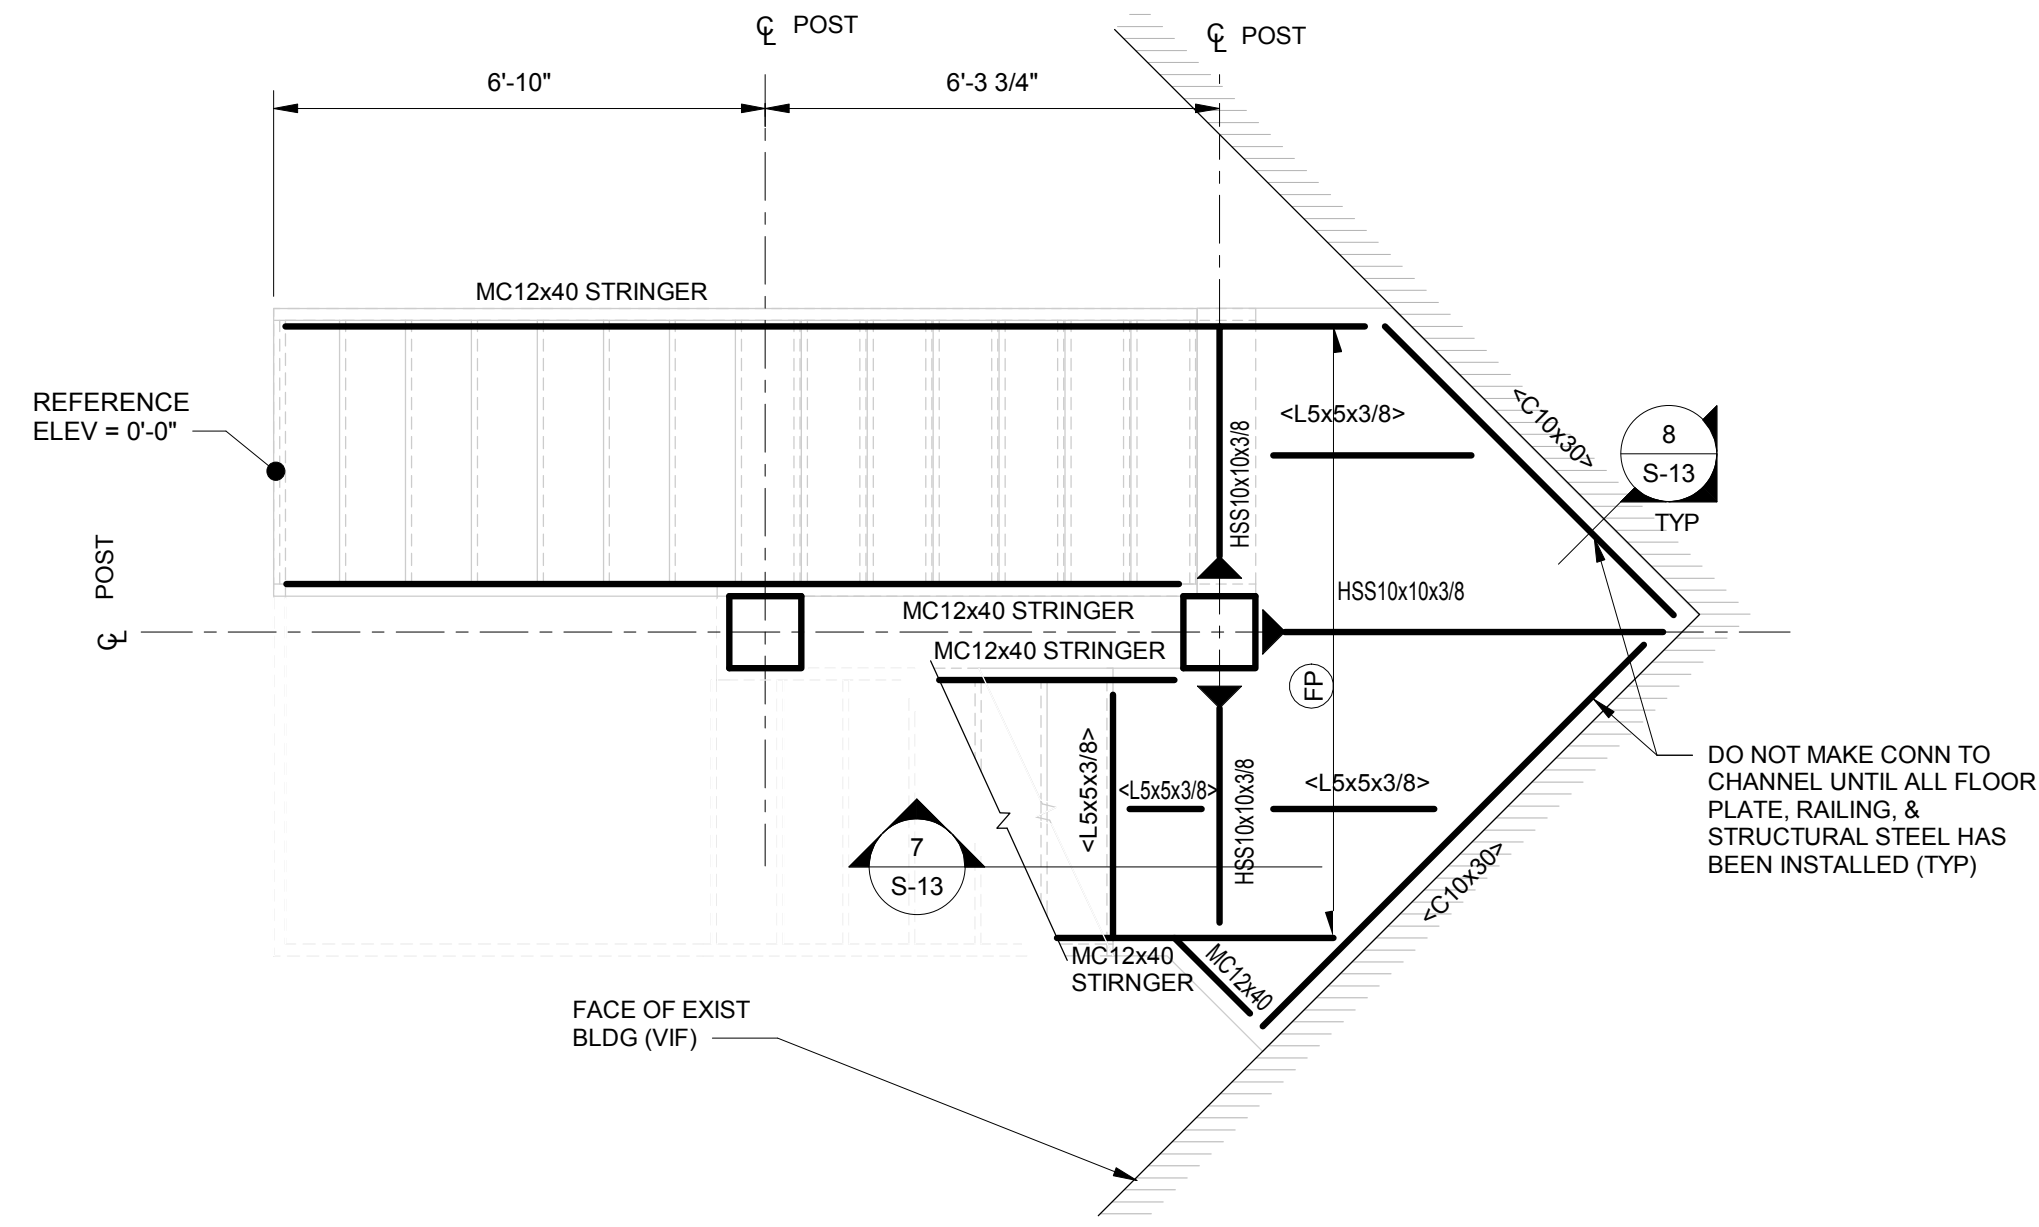 ℄ POST
℄ POST
6'-10"
6'-3 3/4"
MC12x40 STRINGER
REFERENCE
ELEV = 0'-0"
<L5x5x3/8>
<C10x30>
HSS10x10x3/8
8
S-13
TYP
℄ POST
HSS10x10x3/8
MC12x40 STRINGER
MC12x40 STRINGER
FP
<L5x5x3/8>
<L5x5x3/8>
HSS10x10x3/8
<L5x5x3/8>
DO NOT MAKE CONN TO
CHANNEL UNTIL ALL FLOOR
PLATE, RAILING, &
STRUCTURAL STEEL HAS
BEEN INSTALLED (TYP)
7
S-13
<C10x30>
MC12x40
STIRNGER
MC12x40
FACE OF EXIST
BLDG (VIF)